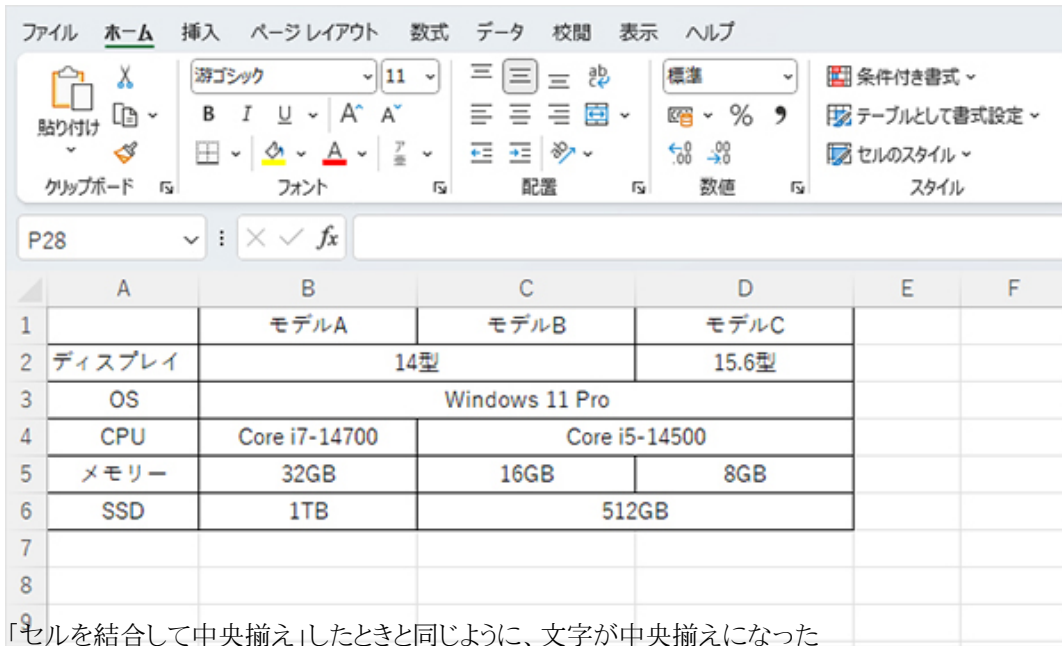 ファイル ホーム 挿入 ページ レイアウト 数式 データ 校閲 表示 ヘルプ
游ゴシック 11 ab 標準 条件付き書式
貼り付け B I U A A % 9 テーブルとして書式設定
A ア 亜 .00 .00 セルのスタイル
クリップボード フォント 配置 数値 スタイル
P28 fx
A B C D E F
1 モデルA モデルB モデルC
2 ディスプレイ 14型 15.6型
3 OS Windows 11 Pro
4 CPU Core i7-14700 Core i5-14500
5 メモリー 32GB 16GB 8GB
6 SSD 1TB 512GB
7
8
9
「セルを結合して中央揃え」したときと同じように、文字が中央揃えになった